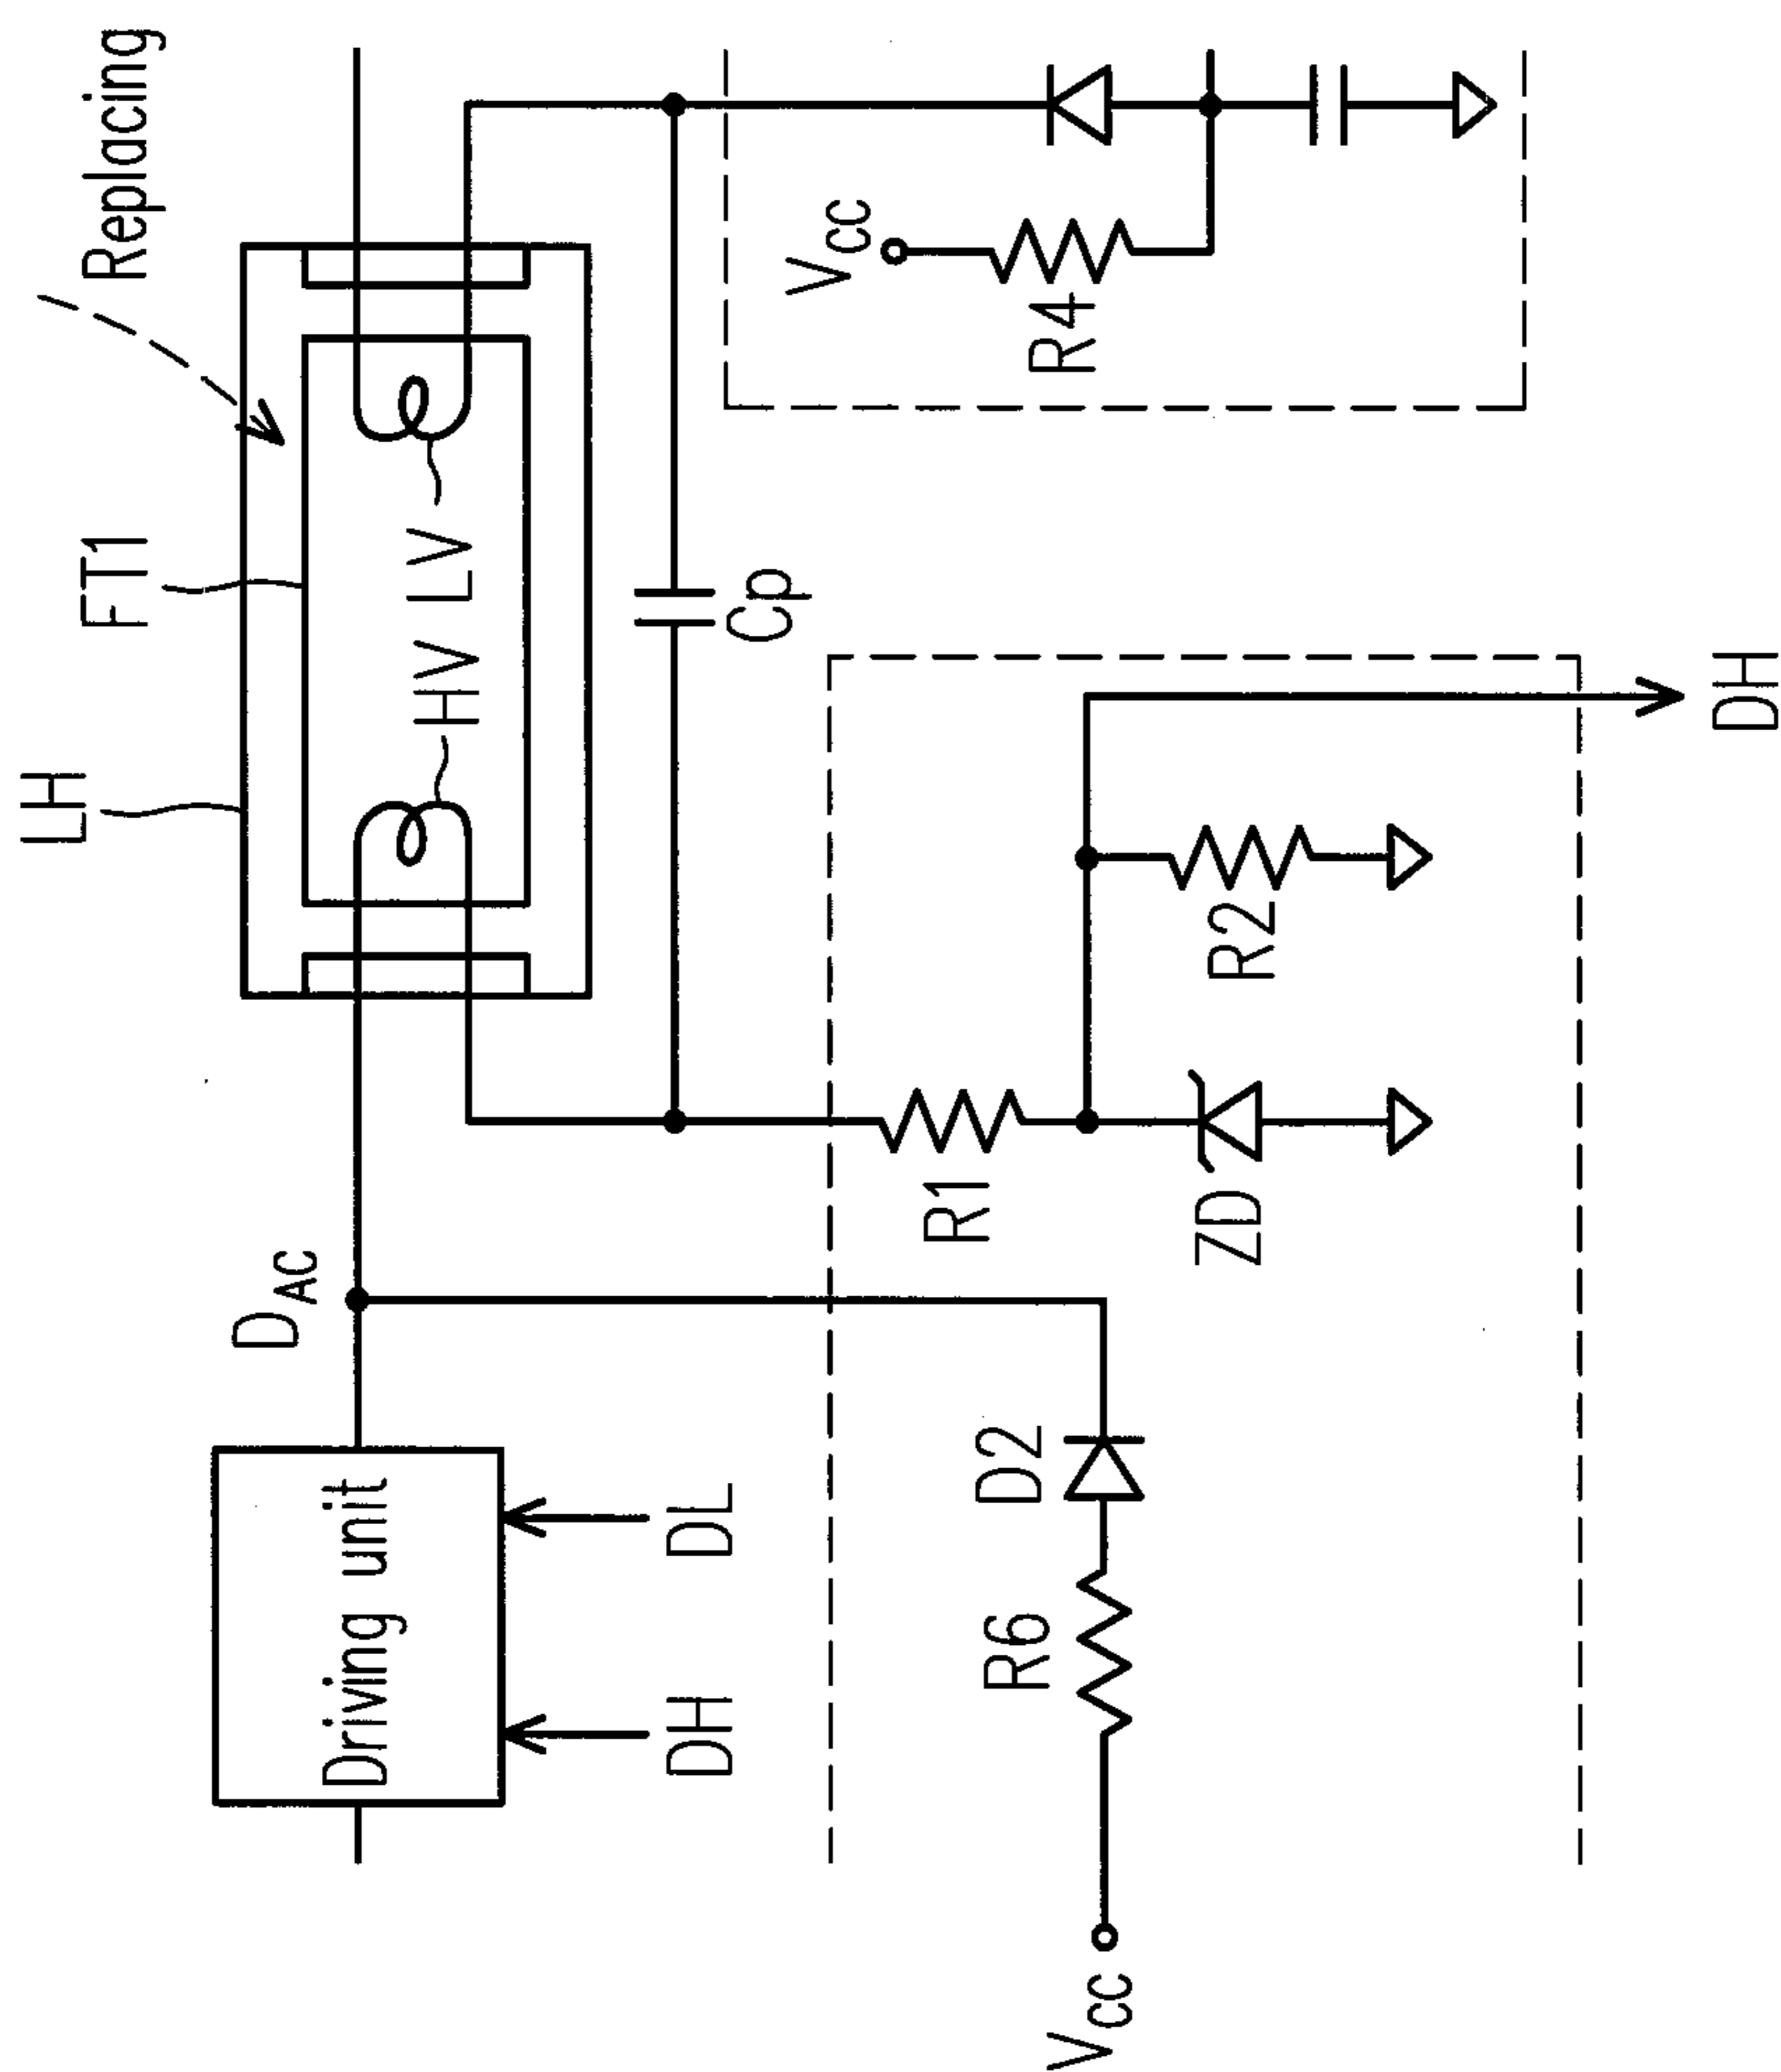 LH
FT1
Replacing
Driving unit
DAC
HV
LV
DH
DL
Cp
VCC
R4
R1
R6
D2
ZD
R2
VCC
DH